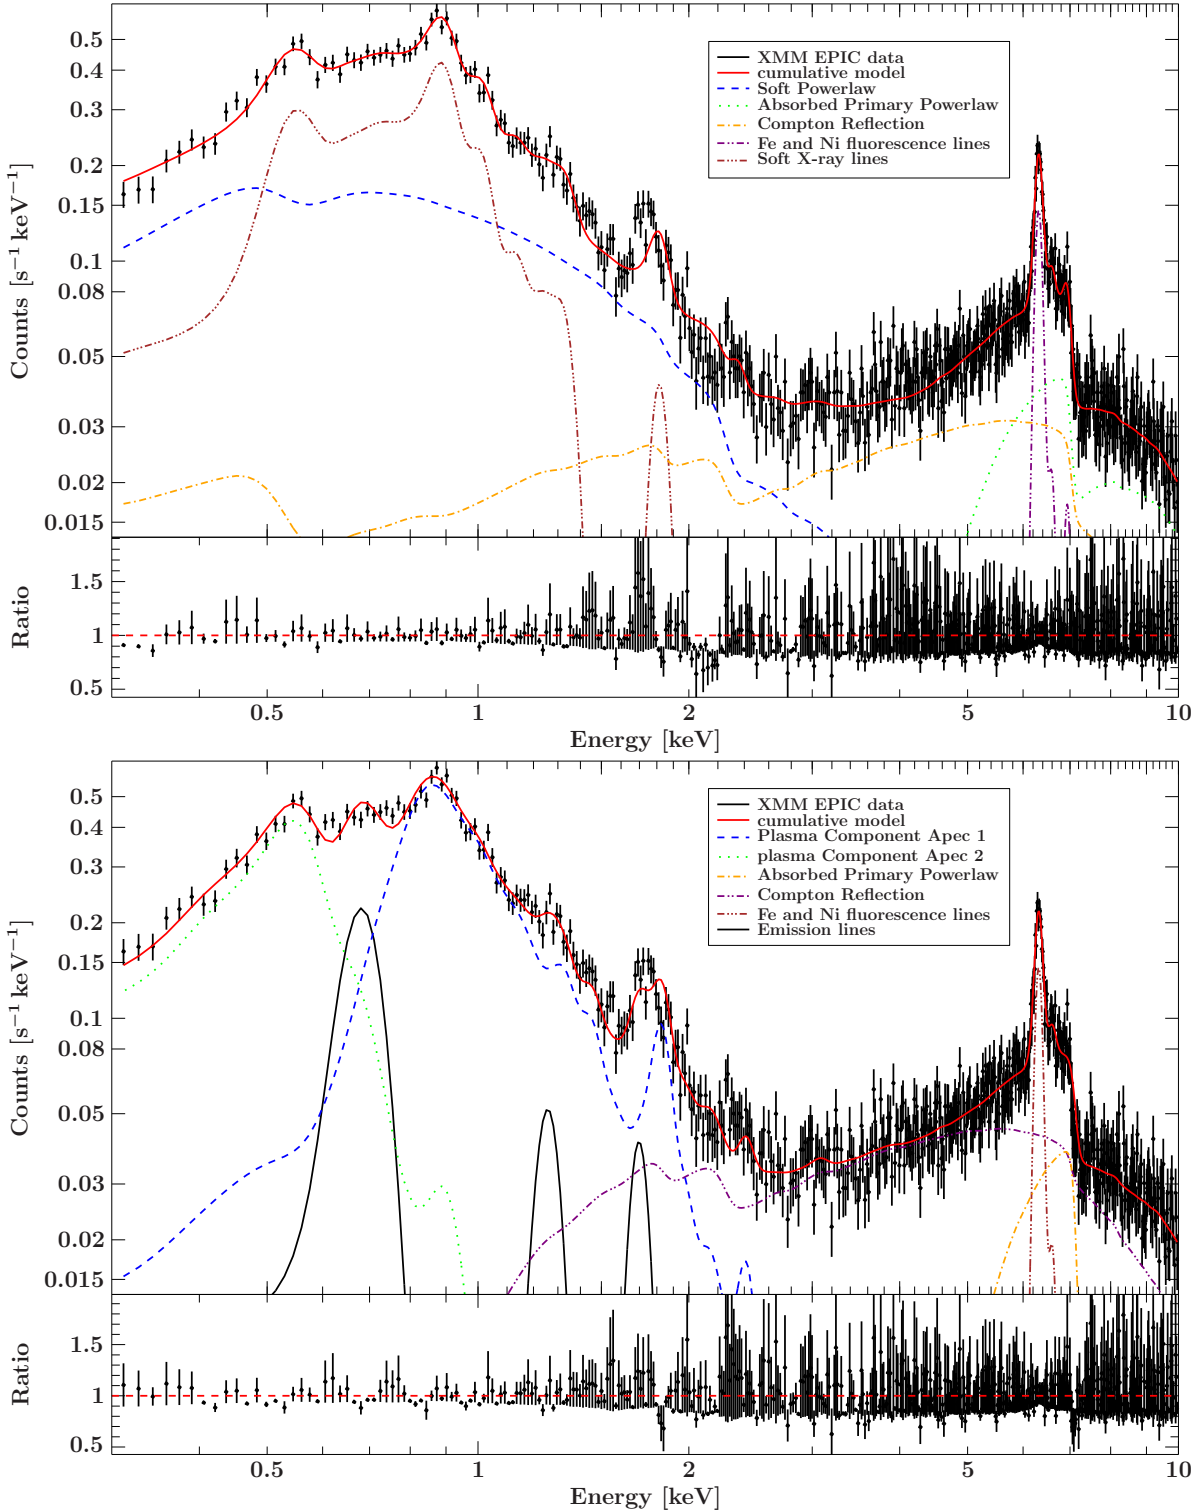 0.5
0.4
0.3
0.2
0.15
0.1
0.08
0.05
0.03
0.02
0.015
Counts [s⁻¹ keV⁻¹]
XMM EPIC data
cumulative model
Soft Powerlaw
Absorbed Primary Powerlaw
Compton Reflection
Fe and Ni fluorescence lines
Soft X-ray lines
1.5
1
0.5
Ratio
0.5 1 2 5 10
Energy [keV]
0.5
0.4
0.3
0.2
0.15
0.1
0.08
0.05
0.03
0.02
0.015
Counts [s⁻¹ keV⁻¹]
XMM EPIC data
cumulative model
Plasma Component Apec 1
plasma Component Apec 2
Absorbed Primary Powerlaw
Compton Reflection
Fe and Ni fluorescence lines
Emission lines
1.5
1
0.5
Ratio
0.5 1 2 5 10
Energy [keV]